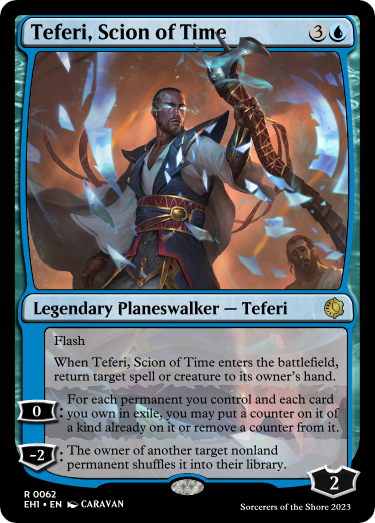 Teferi, Scion of Time 3
Legendary Planeswalker — Teferi
Flash
When Teferi, Scion of Time enters the battlefield,
return target spell or creature to its owner's hand.
0: For each permanent you control and each card
you own in exile, you may put a counter on it of
a kind already on it or remove a counter from it.
-2: The owner of another target nonland
permanent shuffles it into their library.
2
R 0062
EH1 • EN CARAVAN
Sorcerers of the Shore 2023